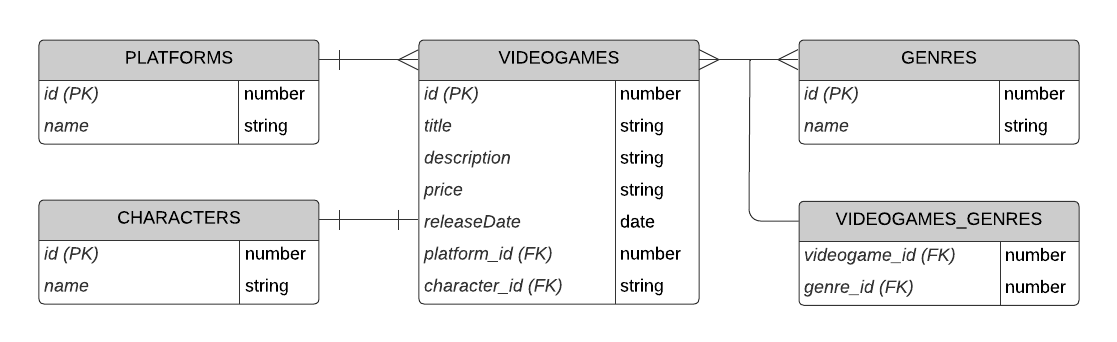 PLATFORMS
id (PK) number
name string
CHARACTERS
id (PK) number
name string
VIDEOGAMES
id (PK) number
title string
description string
price string
releaseDate date
platform_id (FK) number
character_id (FK) string
GENRES
id (PK) number
name string
VIDEOGAMES_GENRES
videogame_id (FK) number
genre_id (FK) number